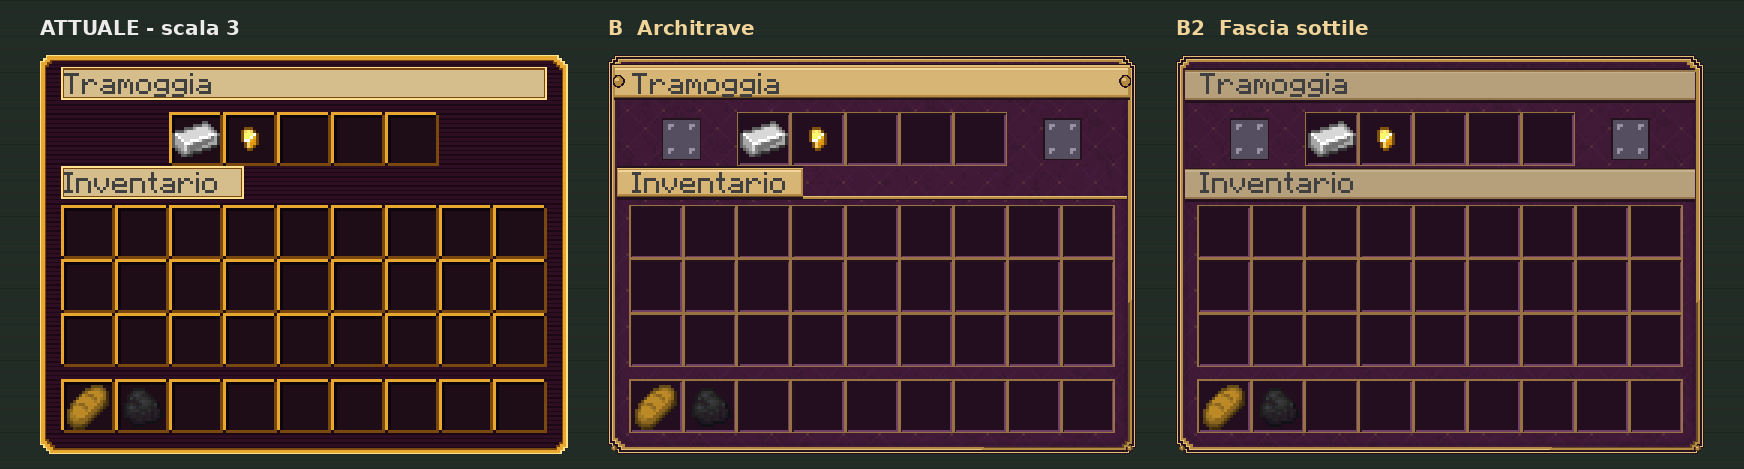 ATTUALE - scala 3
Tramoggia
Inventario
B Architrave
Tramoggia
Inventario
B2 Fascia sottile
Tramoggia
Inventario